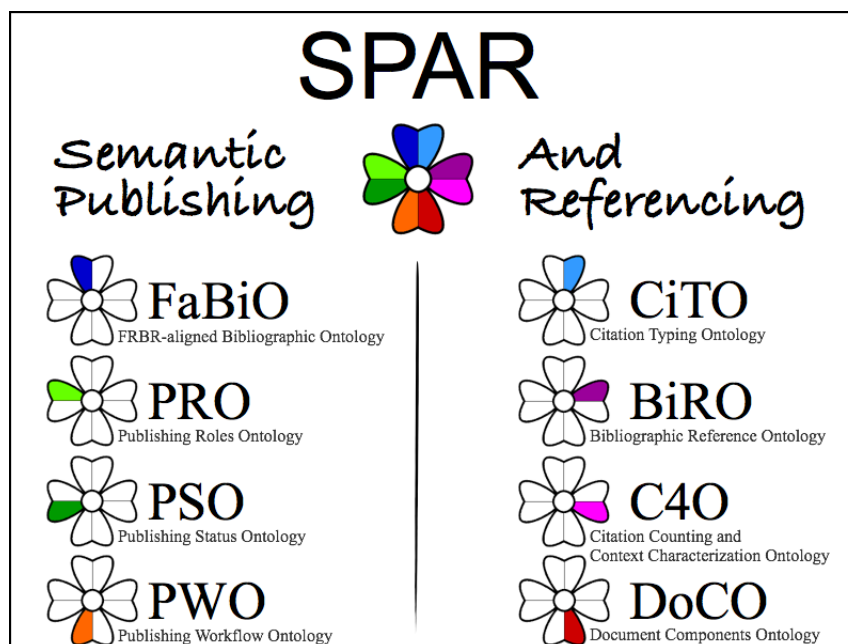 SPAR
Semantic
Publishing
And
Referencing
FaBiO
FRBR-aligned Bibliographic Ontology
PRO
Publishing Roles Ontology
PSO
Publishing Status Ontology
PWO
Publishing Workflow Ontology
CiTO
Citation Typing Ontology
BiRO
Bibliographic Reference Ontology
C4O
Citation Counting and
Context Characterization Ontology
DoCO
Document Components Ontology